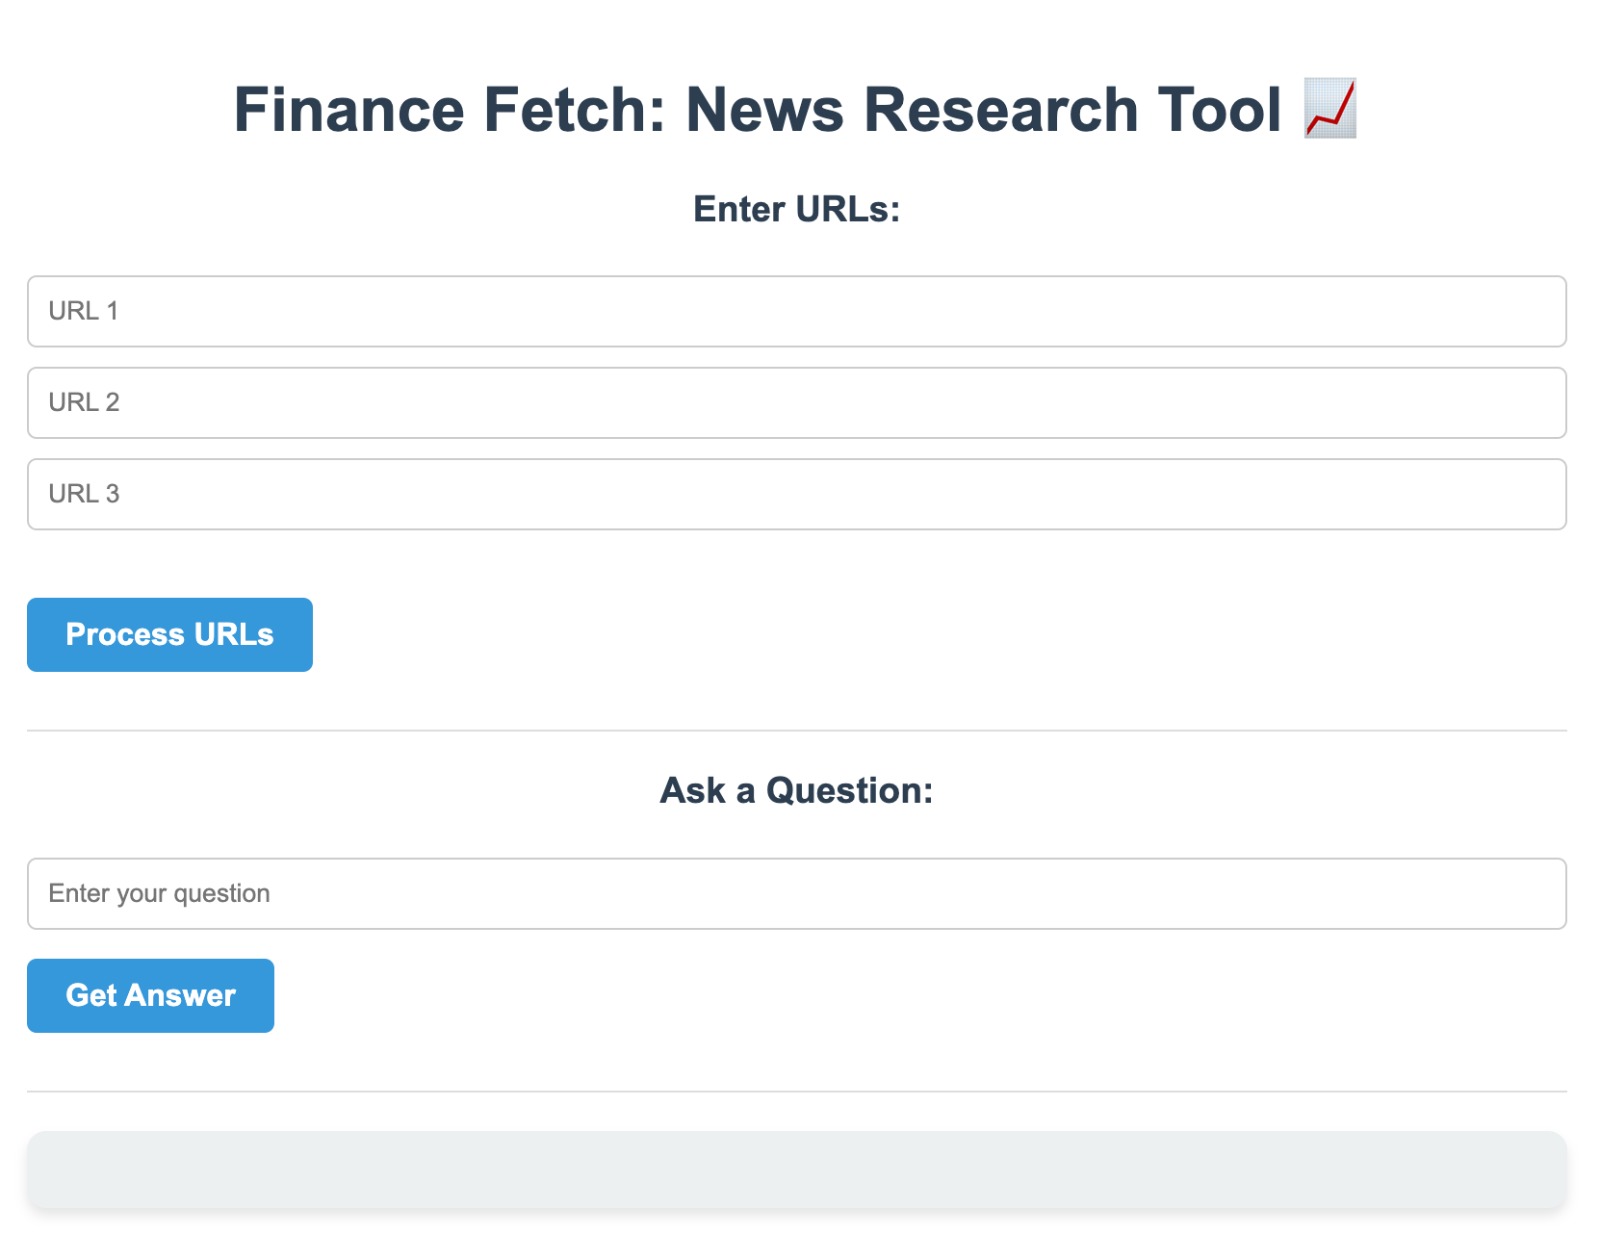 Finance Fetch: News Research Tool 📈
Enter URLs:
URL 1
URL 2
URL 3
Process URLs
Ask a Question:
Enter your question
Get Answer